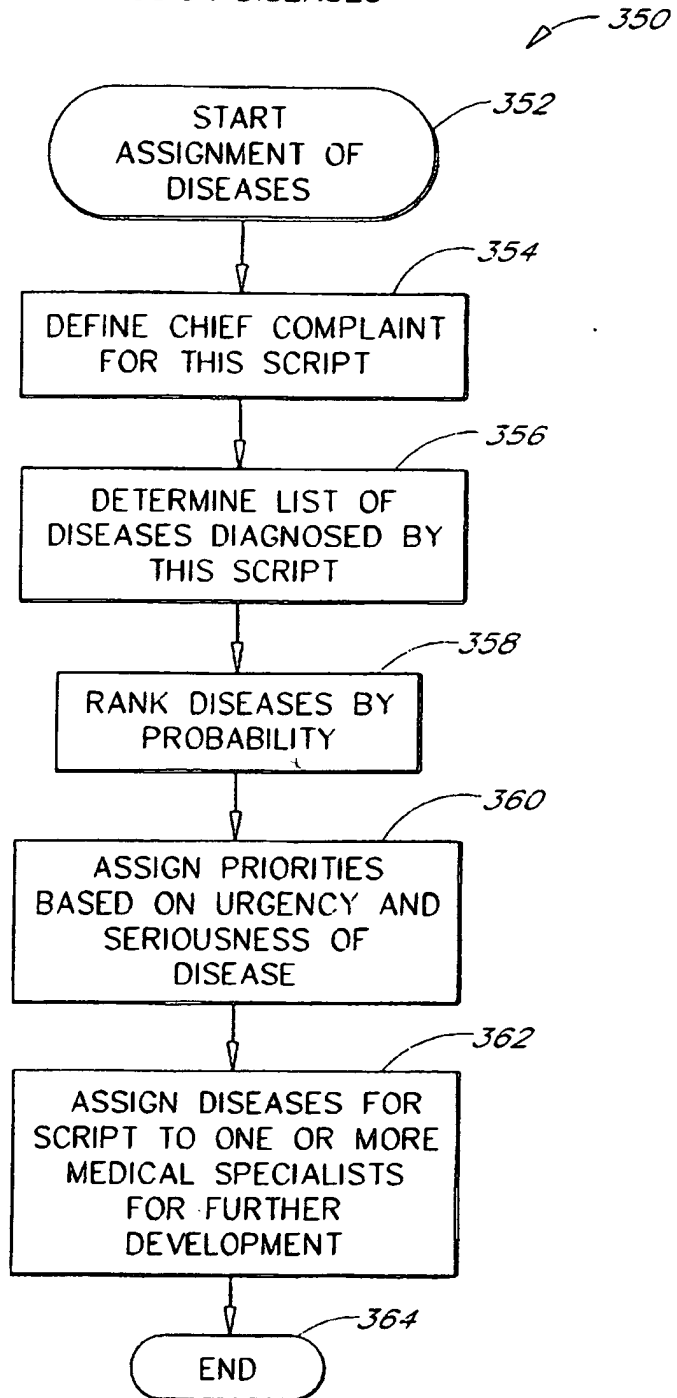 DISEASES
350
352
START
ASSIGNMENT OF
DISEASES
354
DEFINE CHIEF COMPLAINT
FOR THIS SCRIPT
356
DETERMINE LIST OF
DISEASES DIAGNOSED BY
THIS SCRIPT
358
RANK DISEASES BY
PROBABILITY
360
ASSIGN PRIORITIES
BASED ON URGENCY AND
SERIOUSNESS OF
DISEASE
362
ASSIGN DISEASES FOR
SCRIPT TO ONE OR MORE
MEDICAL SPECIALISTS
FOR FURTHER
DEVELOPMENT
364
END